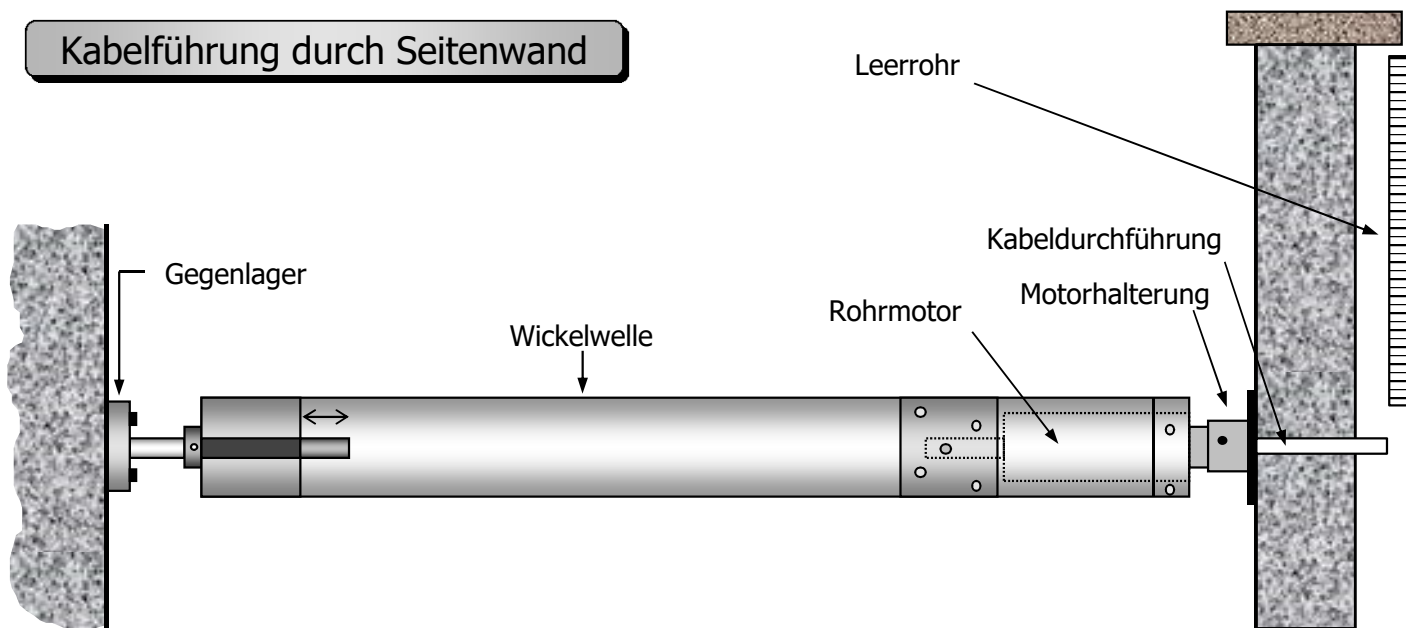 Kabelführung durch Seitenwand
Leerrohr
Kabeldurchführung
Gegenlager
Motorhalterung
Rohrmotor
Wickelwelle